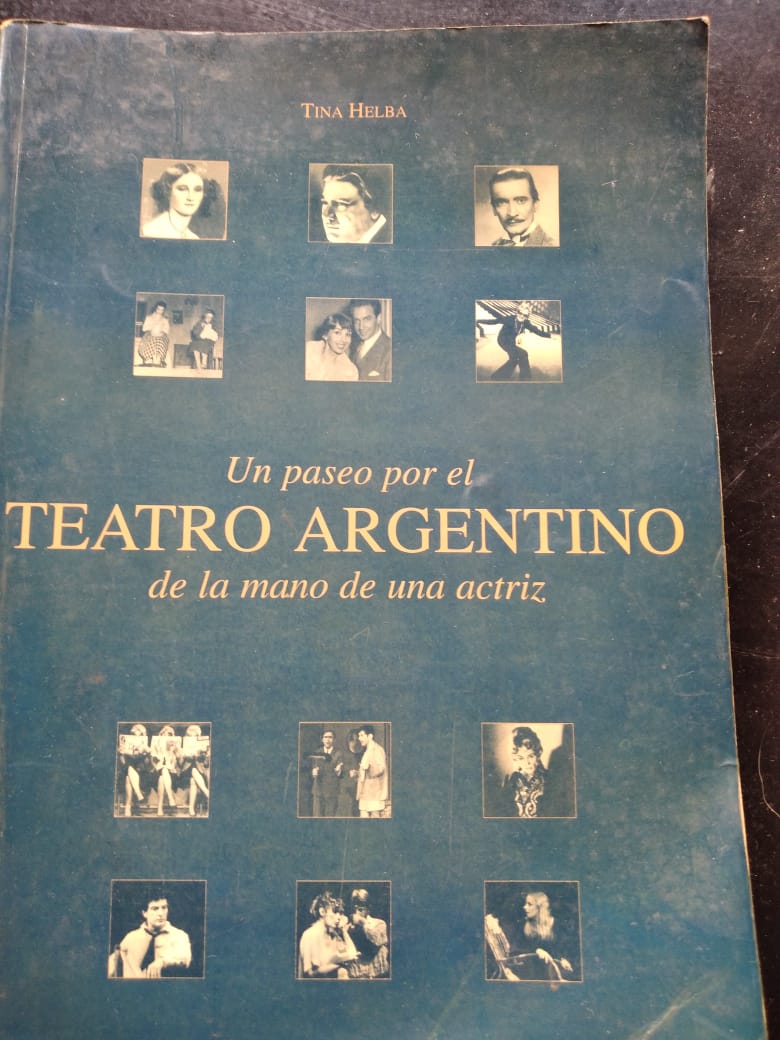 TINA HELBA
Un paseo por el
TEATRO ARGENTINO
de la mano de una actriz